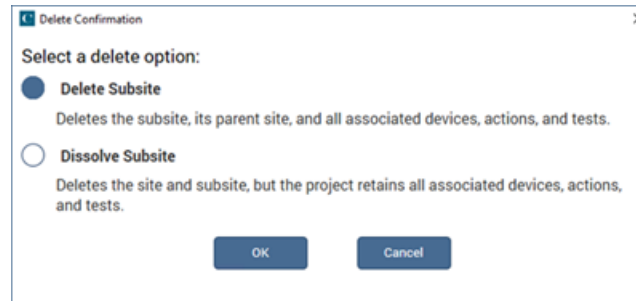 Delete Confirmation
Select a delete option:
Delete Subsite
Deletes the subsite, its parent site, and all associated devices, actions, and tests.
Dissolve Subsite
Deletes the site and subsite, but the project retains all associated devices, actions,
and tests.
OK Cancel